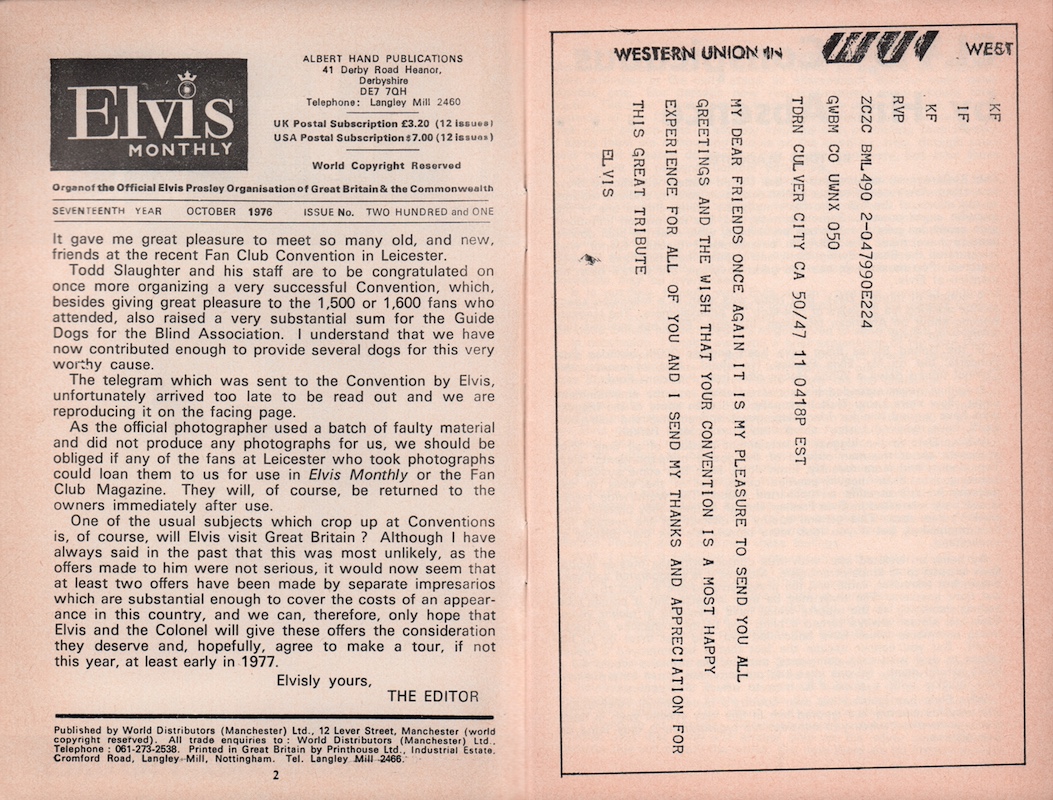 Elvis
MONTHLY
ALBERT HAND PUBLICATIONS
41 Derby Road Heanor,
Derbyshire
DE7 7QH
Telephone: Langley Mill 2460
UK Postal Subscription £3.20 (12 issues)
USA Postal Subscription $7.00 (12 issues)
World Copyright Reserved
Organ of the Official Elvis Presley Organisation of Great Britain & the Commonwealth
SEVENTEENTH YEAR OCTOBER 1976 ISSUE No. TWO HUNDRED and ONE
It gave me great pleasure to meet so many old, and new,
friends at the recent Fan Club Convention in Leicester.
Todd Slaughter and his staff are to be congratulated on
once more organizing a very successful Convention, which,
besides giving great pleasure to the 1,500 or 1,600 fans who
attended, also raised a very substantial sum for the Guide
Dogs for the Blind Association. I understand that we have
now contributed enough to provide several dogs for this very
worthy cause.
The telegram which was sent to the Convention by Elvis,
unfortunately arrived too late to be read out and we are
reproducing it on the facing page.
As the official photographer used a batch of faulty material
and did not produce any photographs for us, we should be
obliged if any of the fans at Leicester who took photographs
could loan them to us for use in Elvis Monthly or the Fan
Club Magazine. They will, of course, be returned to the
owners immediately after use.
One of the usual subjects which crop up at Conventions
is, of course, will Elvis visit Great Britain ? Although I have
always said in the past that this was most unlikely, as the
offers made to him were not serious, it would now seem that
at least two offers have been made by separate impresarios
which are substantial enough to cover the costs of an appear-
ance in this country, and we can, therefore, only hope that
Elvis and the Colonel will give these offers the consideration
they deserve and, hopefully, agree to make a tour, if not
this year, at least early in 1977.
Elvisly yours,
THE EDITOR
Published by World Distributors (Manchester) Ltd., 12 Lever Street, Manchester (world
copyright reserved). All trade enquiries to : World Distributors (Manchester) Ltd.,
Telephone : 061-273-2538. Printed in Great Britain by Printhouse Ltd., Industrial Estate,
Cromford Road, Langley Mill, Nottingham. Tel. Langley Mill 2466.
2
WESTERN UNION IN
WUI
WEST
KF
IF
KF
RVP
ZCZC BML490 2-047990E224
GWBM CO UWNX 050
TDRN CULVER CITY CA 50/47 11 0418P EST
MY DEAR FRIENDS ONCE AGAIN IT IS MY PLEASURE TO SEND YOU ALL
GREETINGS AND THE WISH THAT YOUR CONVENTION IS A MOST HAPPY
EXPERIENCE FOR ALL OF YOU AND I SEND MY THANKS AND APPRECIATION FOR
THIS GREAT TRIBUTE
ELVIS